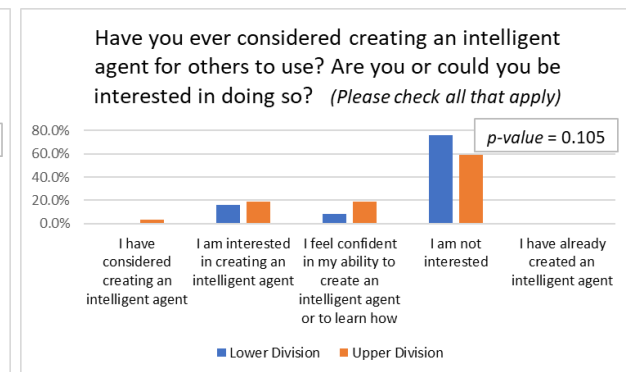 Have you ever considered creating an intelligent
agent for others to use? Are you or could you be
interested in doing so? (Please check all that apply)
p-value = 0.105
80.0%
60.0%
40.0%
20.0%
0.0%
I have
considered
creating an
intelligent agent
I am interested
in creating an
intelligent agent
I feel confident
in my ability to
create an
intelligent agent
or to learn how
I am not
interested
I have already
created an
intelligent agent
Lower Division
Upper Division